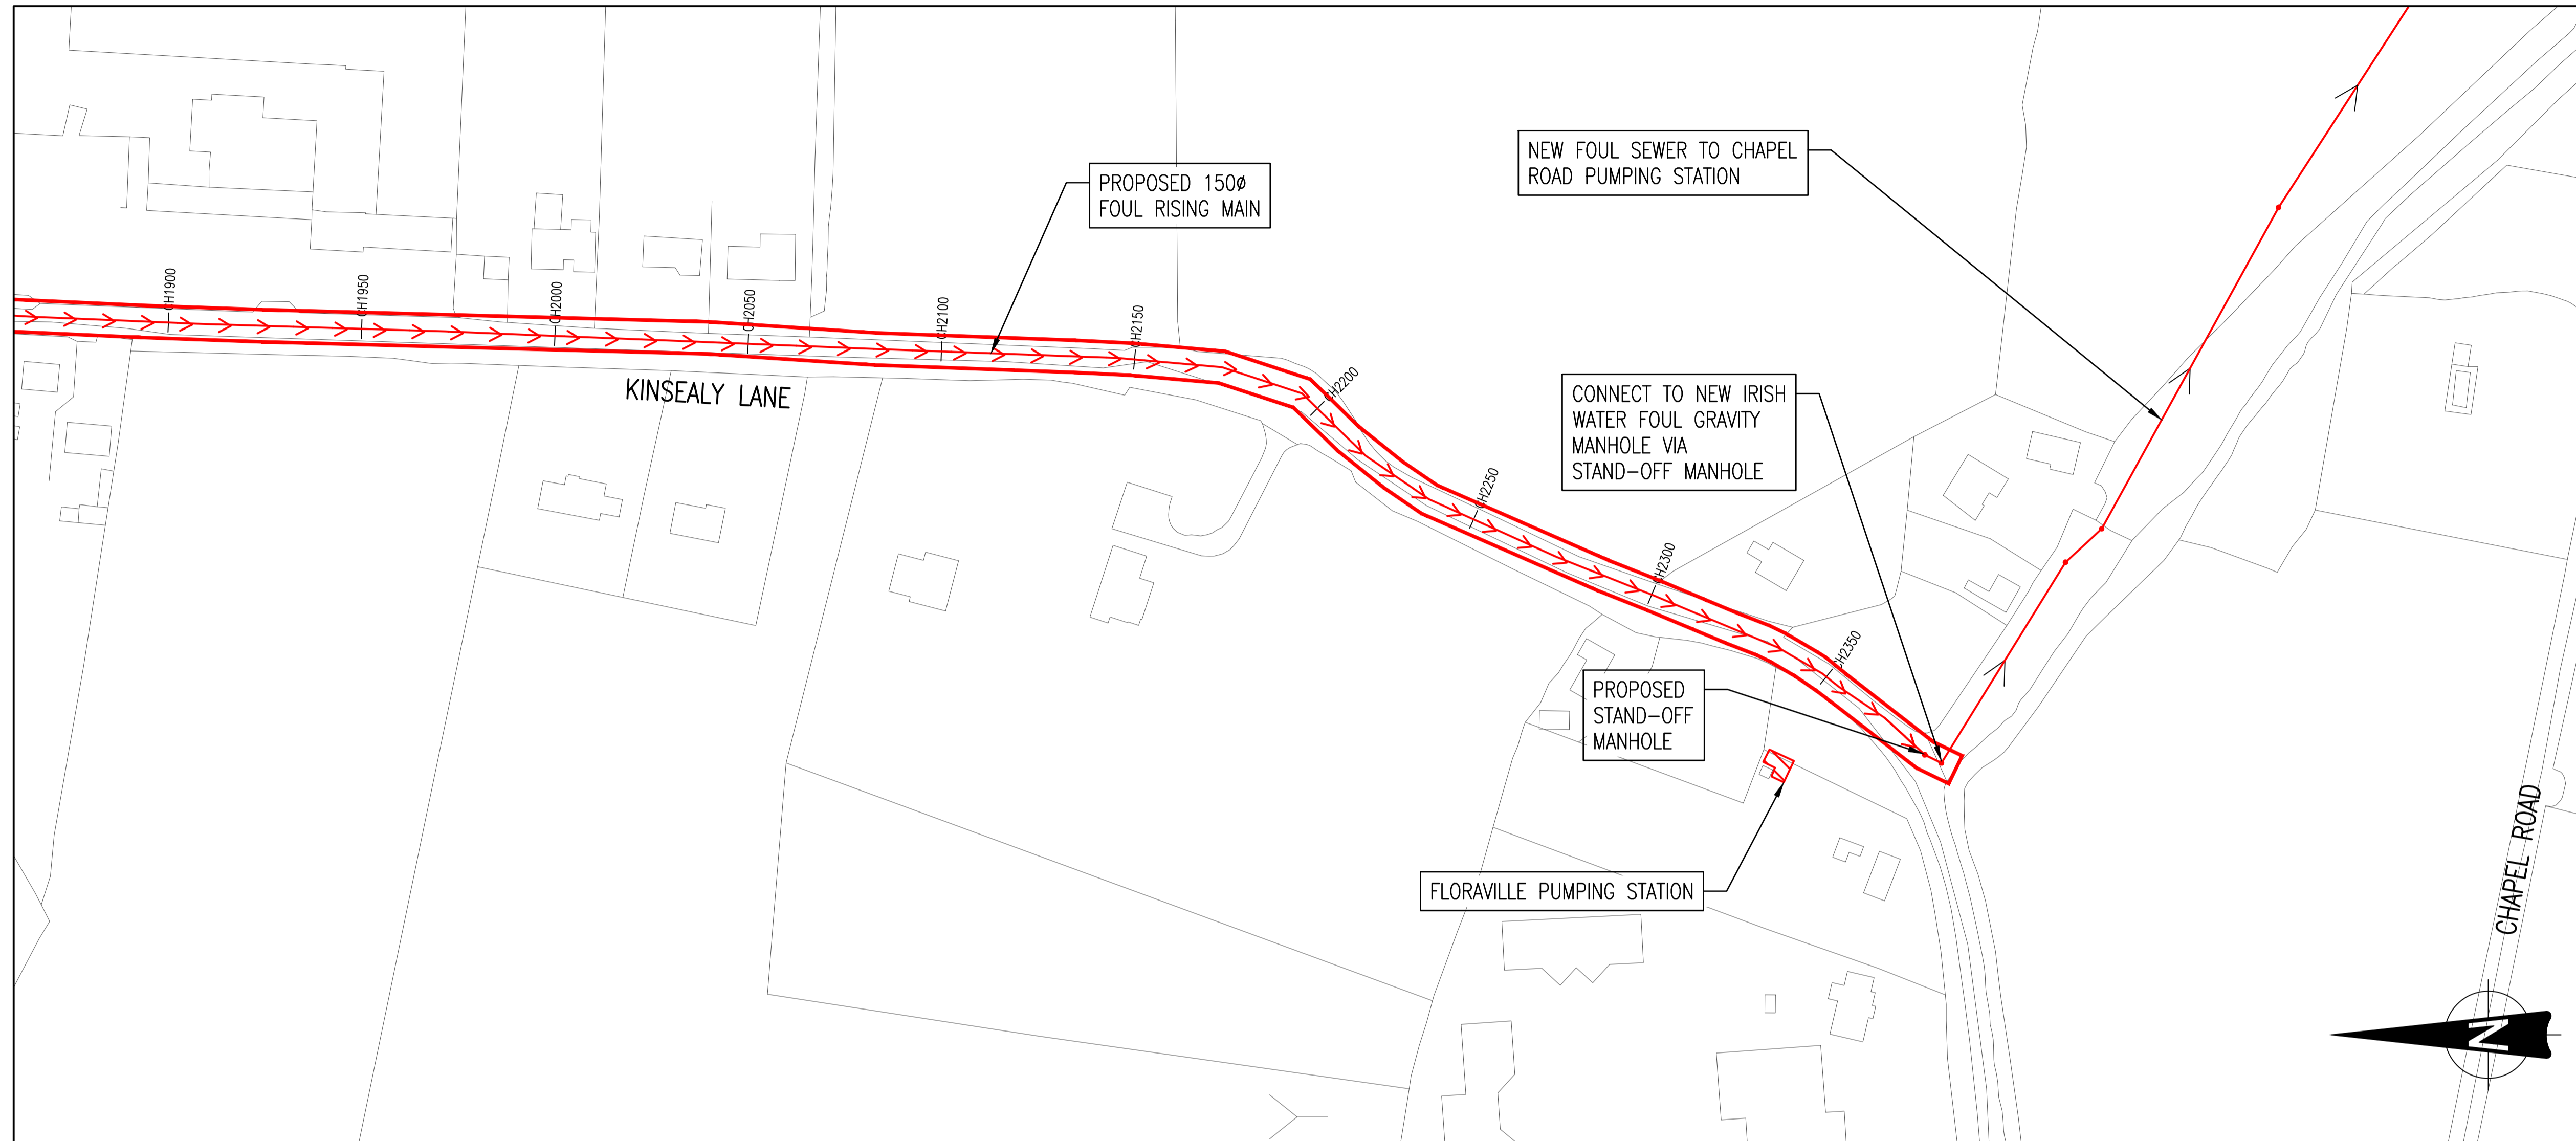 NEW FOUL SEWER TO CHAPEL
ROAD PUMPING STATION
PROPOSED 150ø
FOUL RISING MAIN
CH1900
CH1950
CH2000
CH2050
CH2100
CH2150
CH2200
CH2250
CH2300
CH2350
KINSEALY LANE
CONNECT TO NEW IRISH
WATER FOUL GRAVITY
MANHOLE VIA
STAND-OFF MANHOLE
PROPOSED
STAND-OFF
MANHOLE
FLORAVILLE PUMPING STATION
CHAPEL ROAD
N